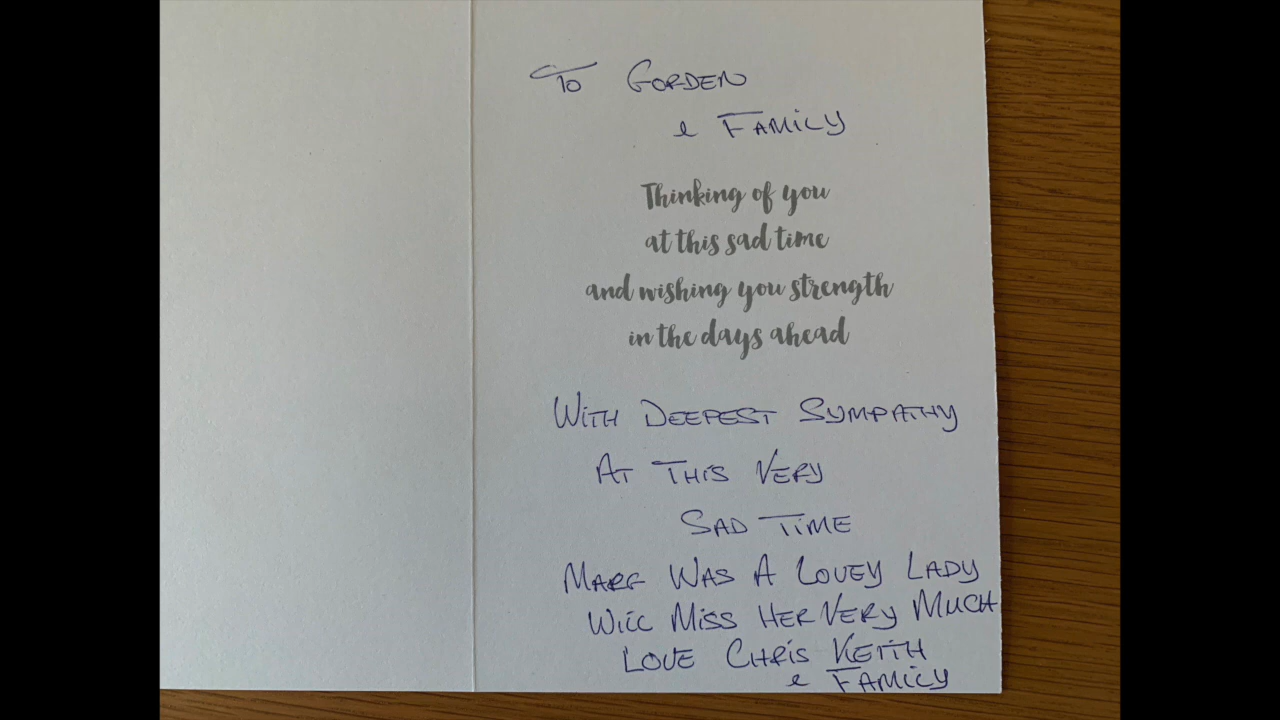 To GORDEN
& FAMILY
Thinking of you
at this sad time
and wishing you strength
in the days ahead
WITH DEEPEST SYMPATHY
AT THIS VERY
SAD TIME
MARG WAS A LOVEY LADY
WILL MISS HER VERY MUCH
LOVE CHRIS KEITH
& FAMILY